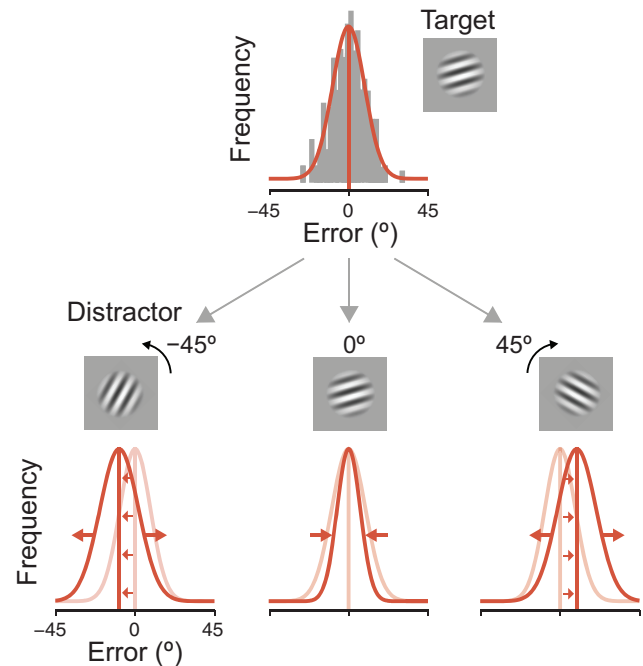 Target
Frequency
−45
0
45
Error (º)
Distractor
−45º
0º
45º
Frequency
−45
0
45
Error (º)